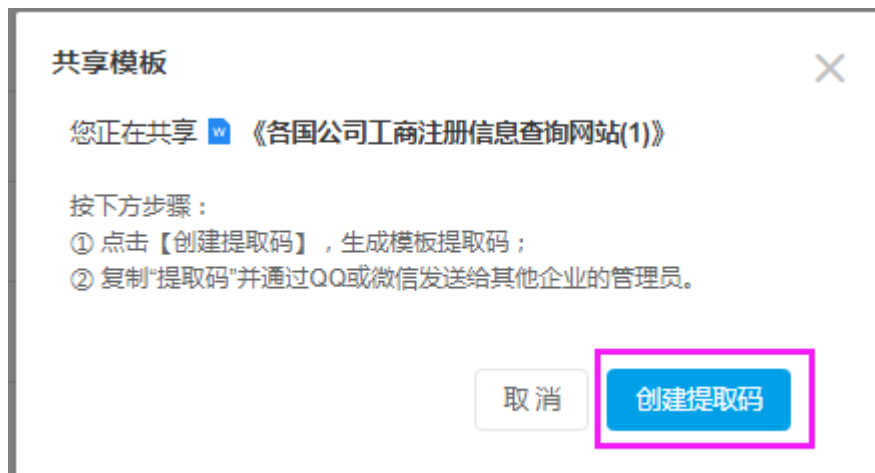 共享模板
您正在共享 W 《各国公司工商注册信息查询网站(1)》
按下方步骤：
① 点击【创建提取码】，生成模板提取码；
② 复制“提取码”并通过QQ或微信发送给其他企业的管理员。
取消 创建提取码